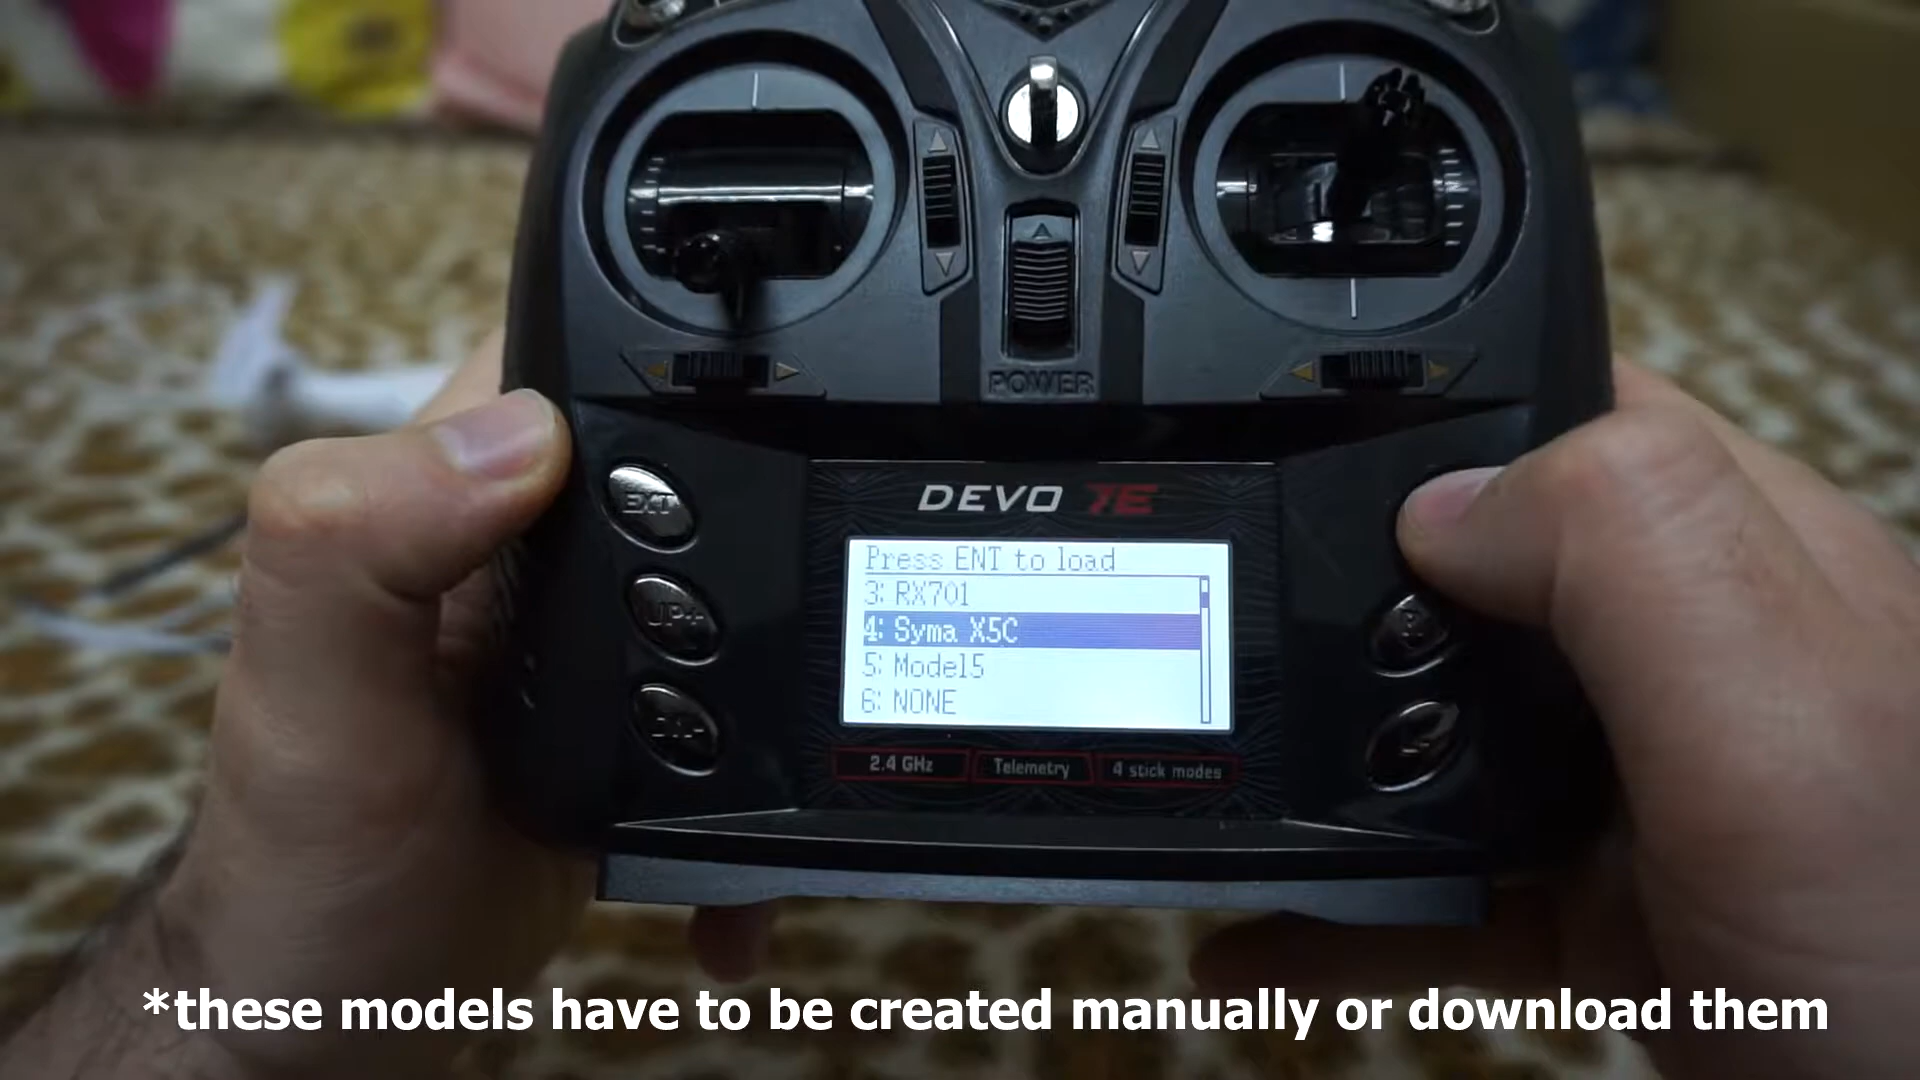 POWER
EXT
UP+
DN-
DEVO 7E
Press ENT to load
3: RX701
4: Syma X5C
5: Model5
6: NONE
2.4 GHz
Telemetry
4 stick modes
*these models have to be created manually or download them